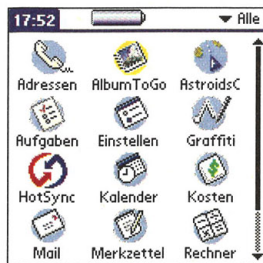 17:52 Alle
Adressen AlbumToGo AstroidsC
Aufgaben Einstellen Graffiti
HotSync Kalender Kosten
Mail Merkzettel Rechner